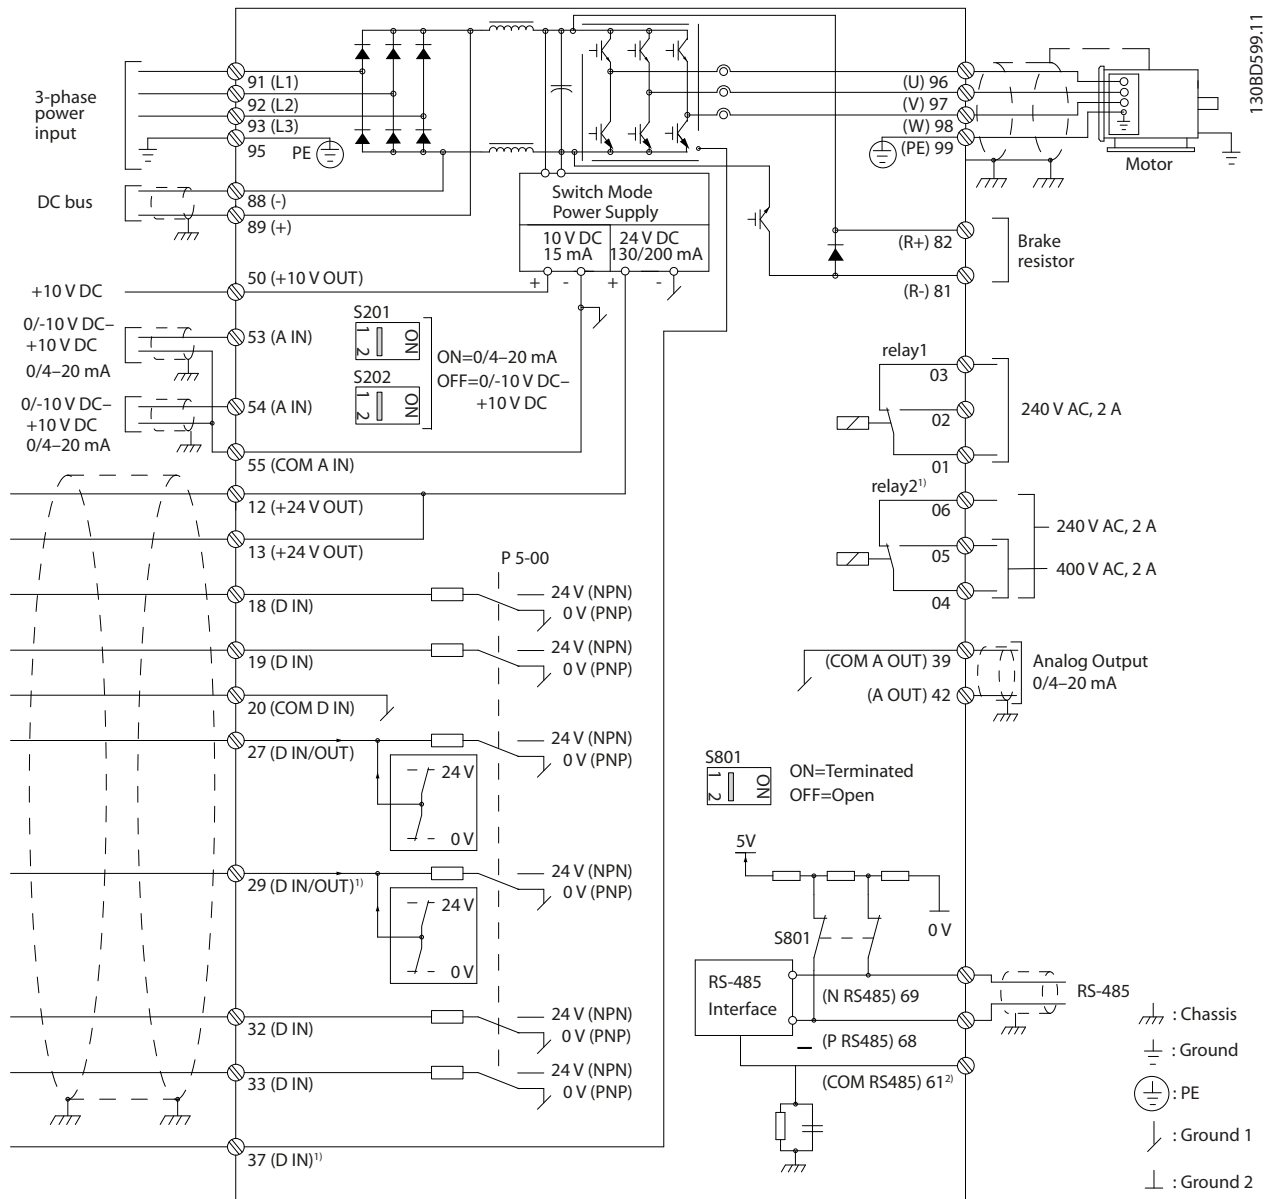 130BD599.11
3-phase
power
input
91 (L1)
92 (L2)
93 (L3)
95
PE
(U) 96
(V) 97
(W) 98
(PE) 99
Motor
DC bus
88 (-)
89 (+)
Switch Mode
Power Supply
10 V DC
15 mA
24 V DC
130/200 mA
+ - + -
(R+) 82
(R-) 81
Brake
resistor
+10 V DC
50 (+10 V OUT)
0/-10 V DC–
+10 V DC
0/4–20 mA
53 (A IN)
0/-10 V DC–
+10 V DC
0/4–20 mA
54 (A IN)
55 (COM A IN)
S201
1 2 ON
S202
1 2 ON
ON=0/4–20 mA
OFF=0/-10 V DC–
+10 V DC
relay1
03
02
01
240 V AC, 2 A
relay2¹⁾
06
05
04
240 V AC, 2 A
400 V AC, 2 A
12 (+24 V OUT)
13 (+24 V OUT)
P 5-00
18 (D IN)
24 V (NPN)
0 V (PNP)
19 (D IN)
24 V (NPN)
0 V (PNP)
20 (COM D IN)
27 (D IN/OUT)
24 V (NPN)
0 V (PNP)
24 V
0 V
29 (D IN/OUT)¹⁾
24 V (NPN)
0 V (PNP)
24 V
0 V
32 (D IN)
24 V (NPN)
0 V (PNP)
33 (D IN)
24 V (NPN)
0 V (PNP)
37 (D IN)¹⁾
(COM A OUT) 39
(A OUT) 42
Analog Output
0/4–20 mA
S801
1 2 ON
ON=Terminated
OFF=Open
5V
S801
0 V
RS-485
Interface
(N RS485) 69
(P RS485) 68
(COM RS485) 61²⁾
RS-485
: Chassis
: Ground
: PE
: Ground 1
: Ground 2